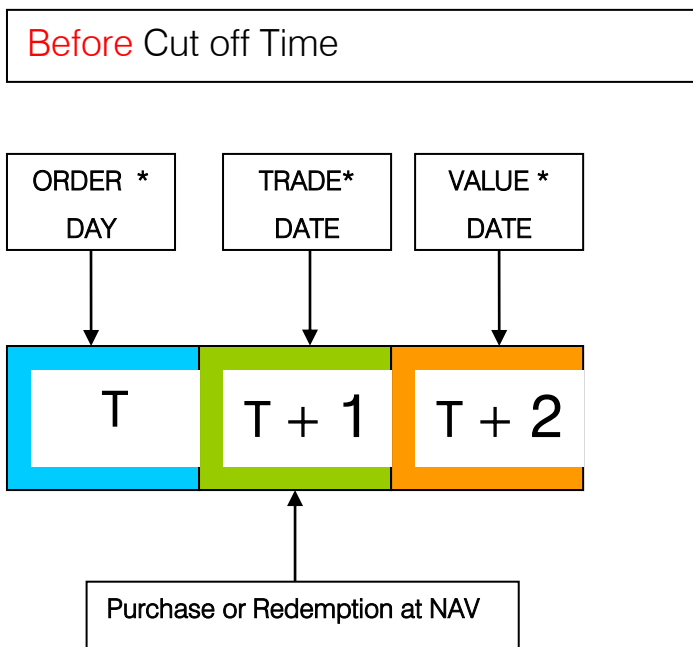 Before Cut off Time
ORDER *
DAY
TRADE*
DATE
VALUE *
DATE
T
T + 1
T + 2
Purchase or Redemption at NAV